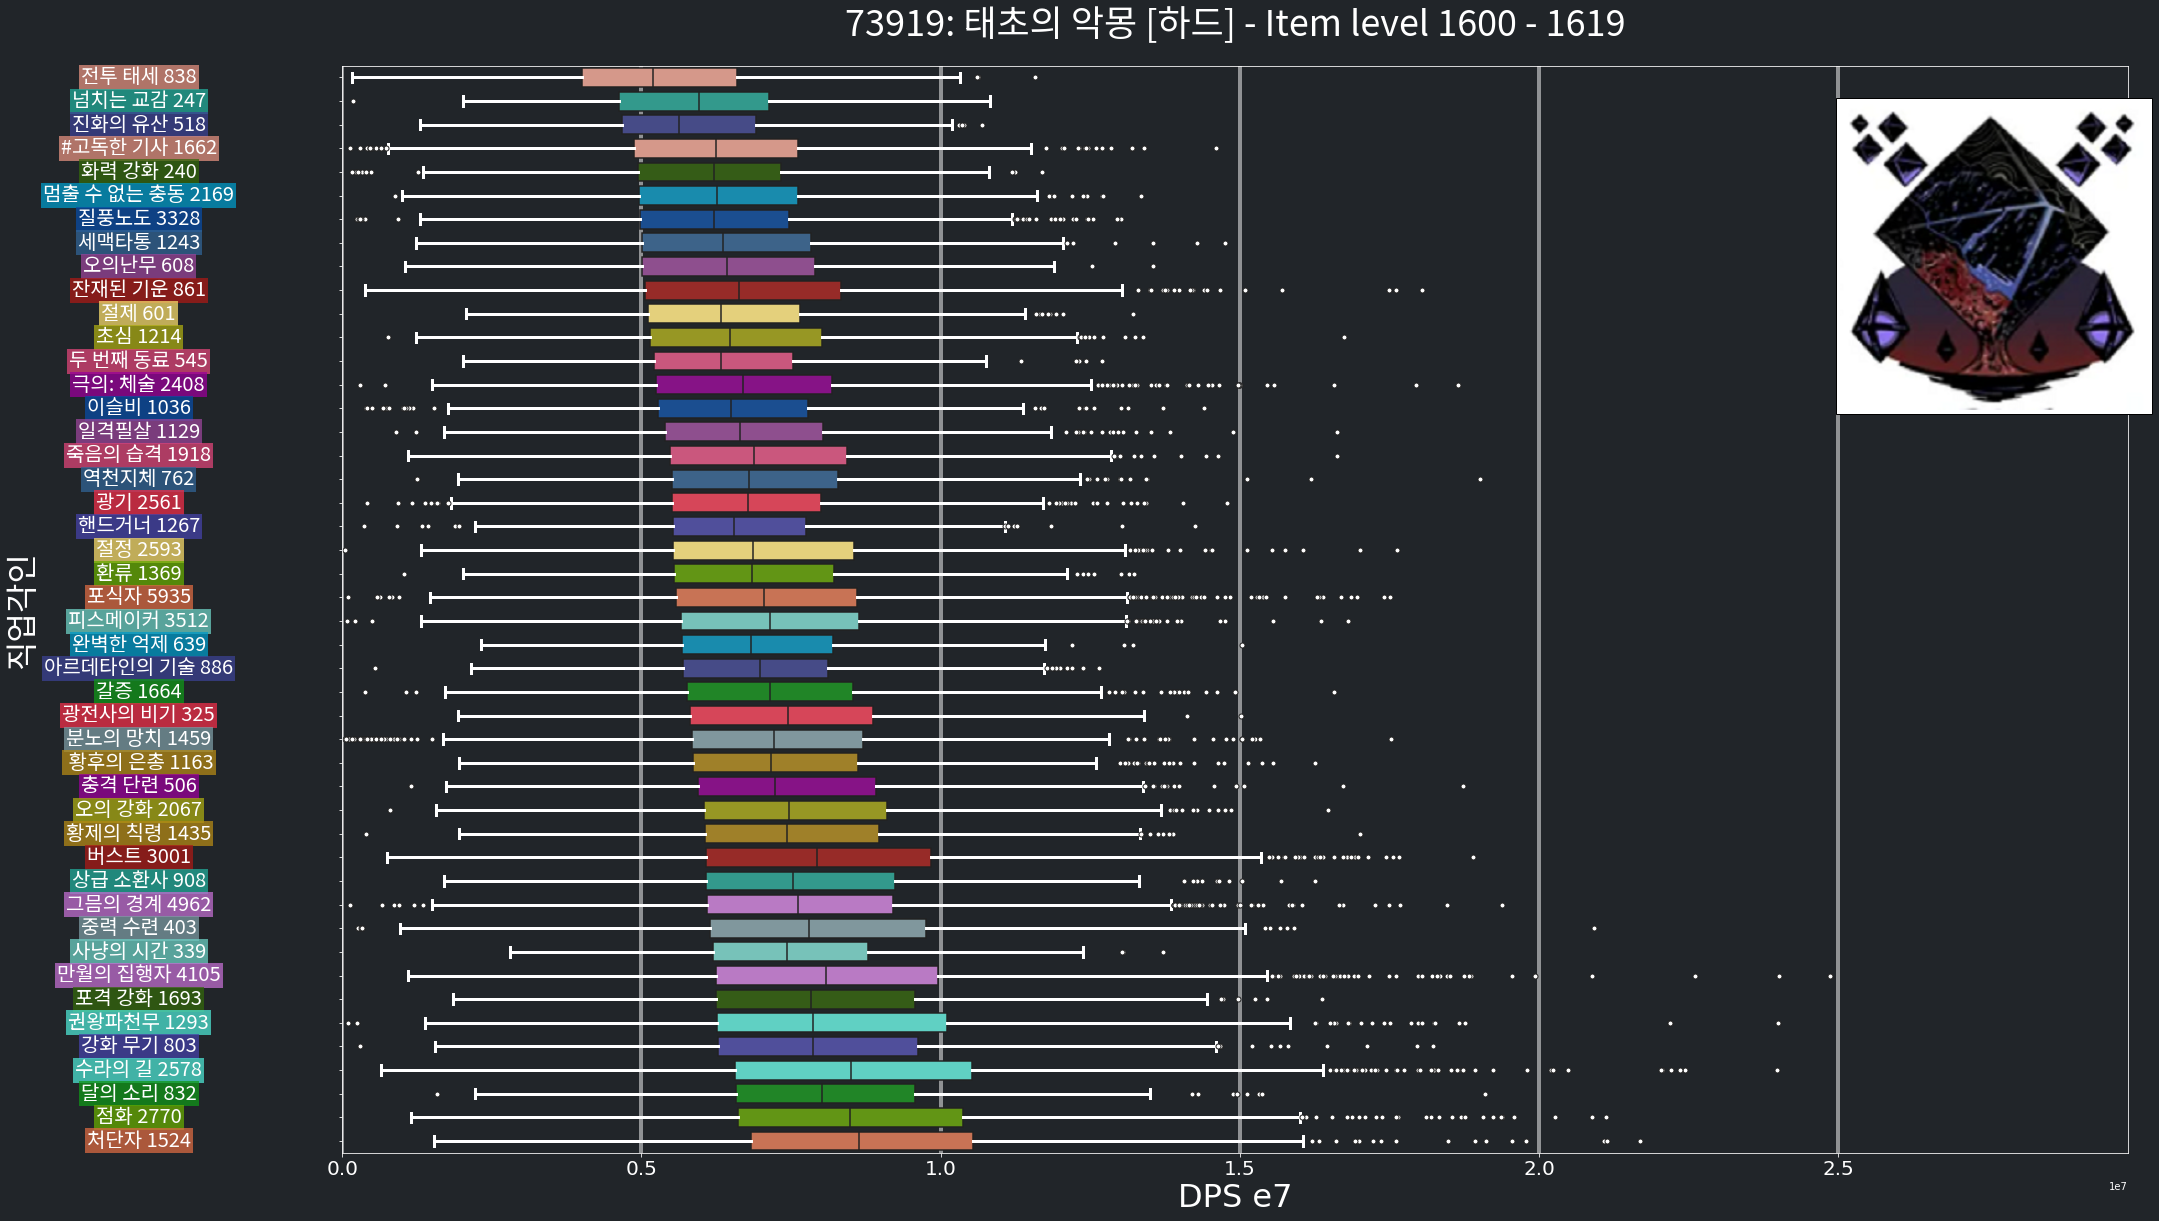 73919: 태초의 악몽 [하드] - Item level 1600 - 1619
직업각인
전투 태세 838
넘치는 교감 247
진화의 유산 518
#고독한 기사 1662
화력 강화 240
멈출 수 없는 충동 2169
질풍노도 3328
세맥타통 1243
오의난무 608
잔재된 기운 861
절제 601
초심 1214
두 번째 동료 545
극의: 체술 2408
이슬비 1036
일격필살 1129
죽음의 습격 1918
역천지체 762
광기 2561
핸드거너 1267
절정 2593
환류 1369
포식자 5935
피스메이커 3512
완벽한 억제 639
아르데타인의 기술 886
갈증 1664
광전사의 비기 325
분노의 망치 1459
황후의 은총 1163
충격 단련 506
오의 강화 2067
황제의 칙령 1435
버스트 3001
상급 소환사 908
그믐의 경계 4962
중력 수련 403
사냥의 시간 339
만월의 집행자 4105
포격 강화 1693
권왕파천무 1293
강화 무기 803
수라의 길 2578
달의 소리 832
점화 2770
처단자 1524
0.0 0.5 1.0 1.5 2.0 2.5
DPS e7
1e7